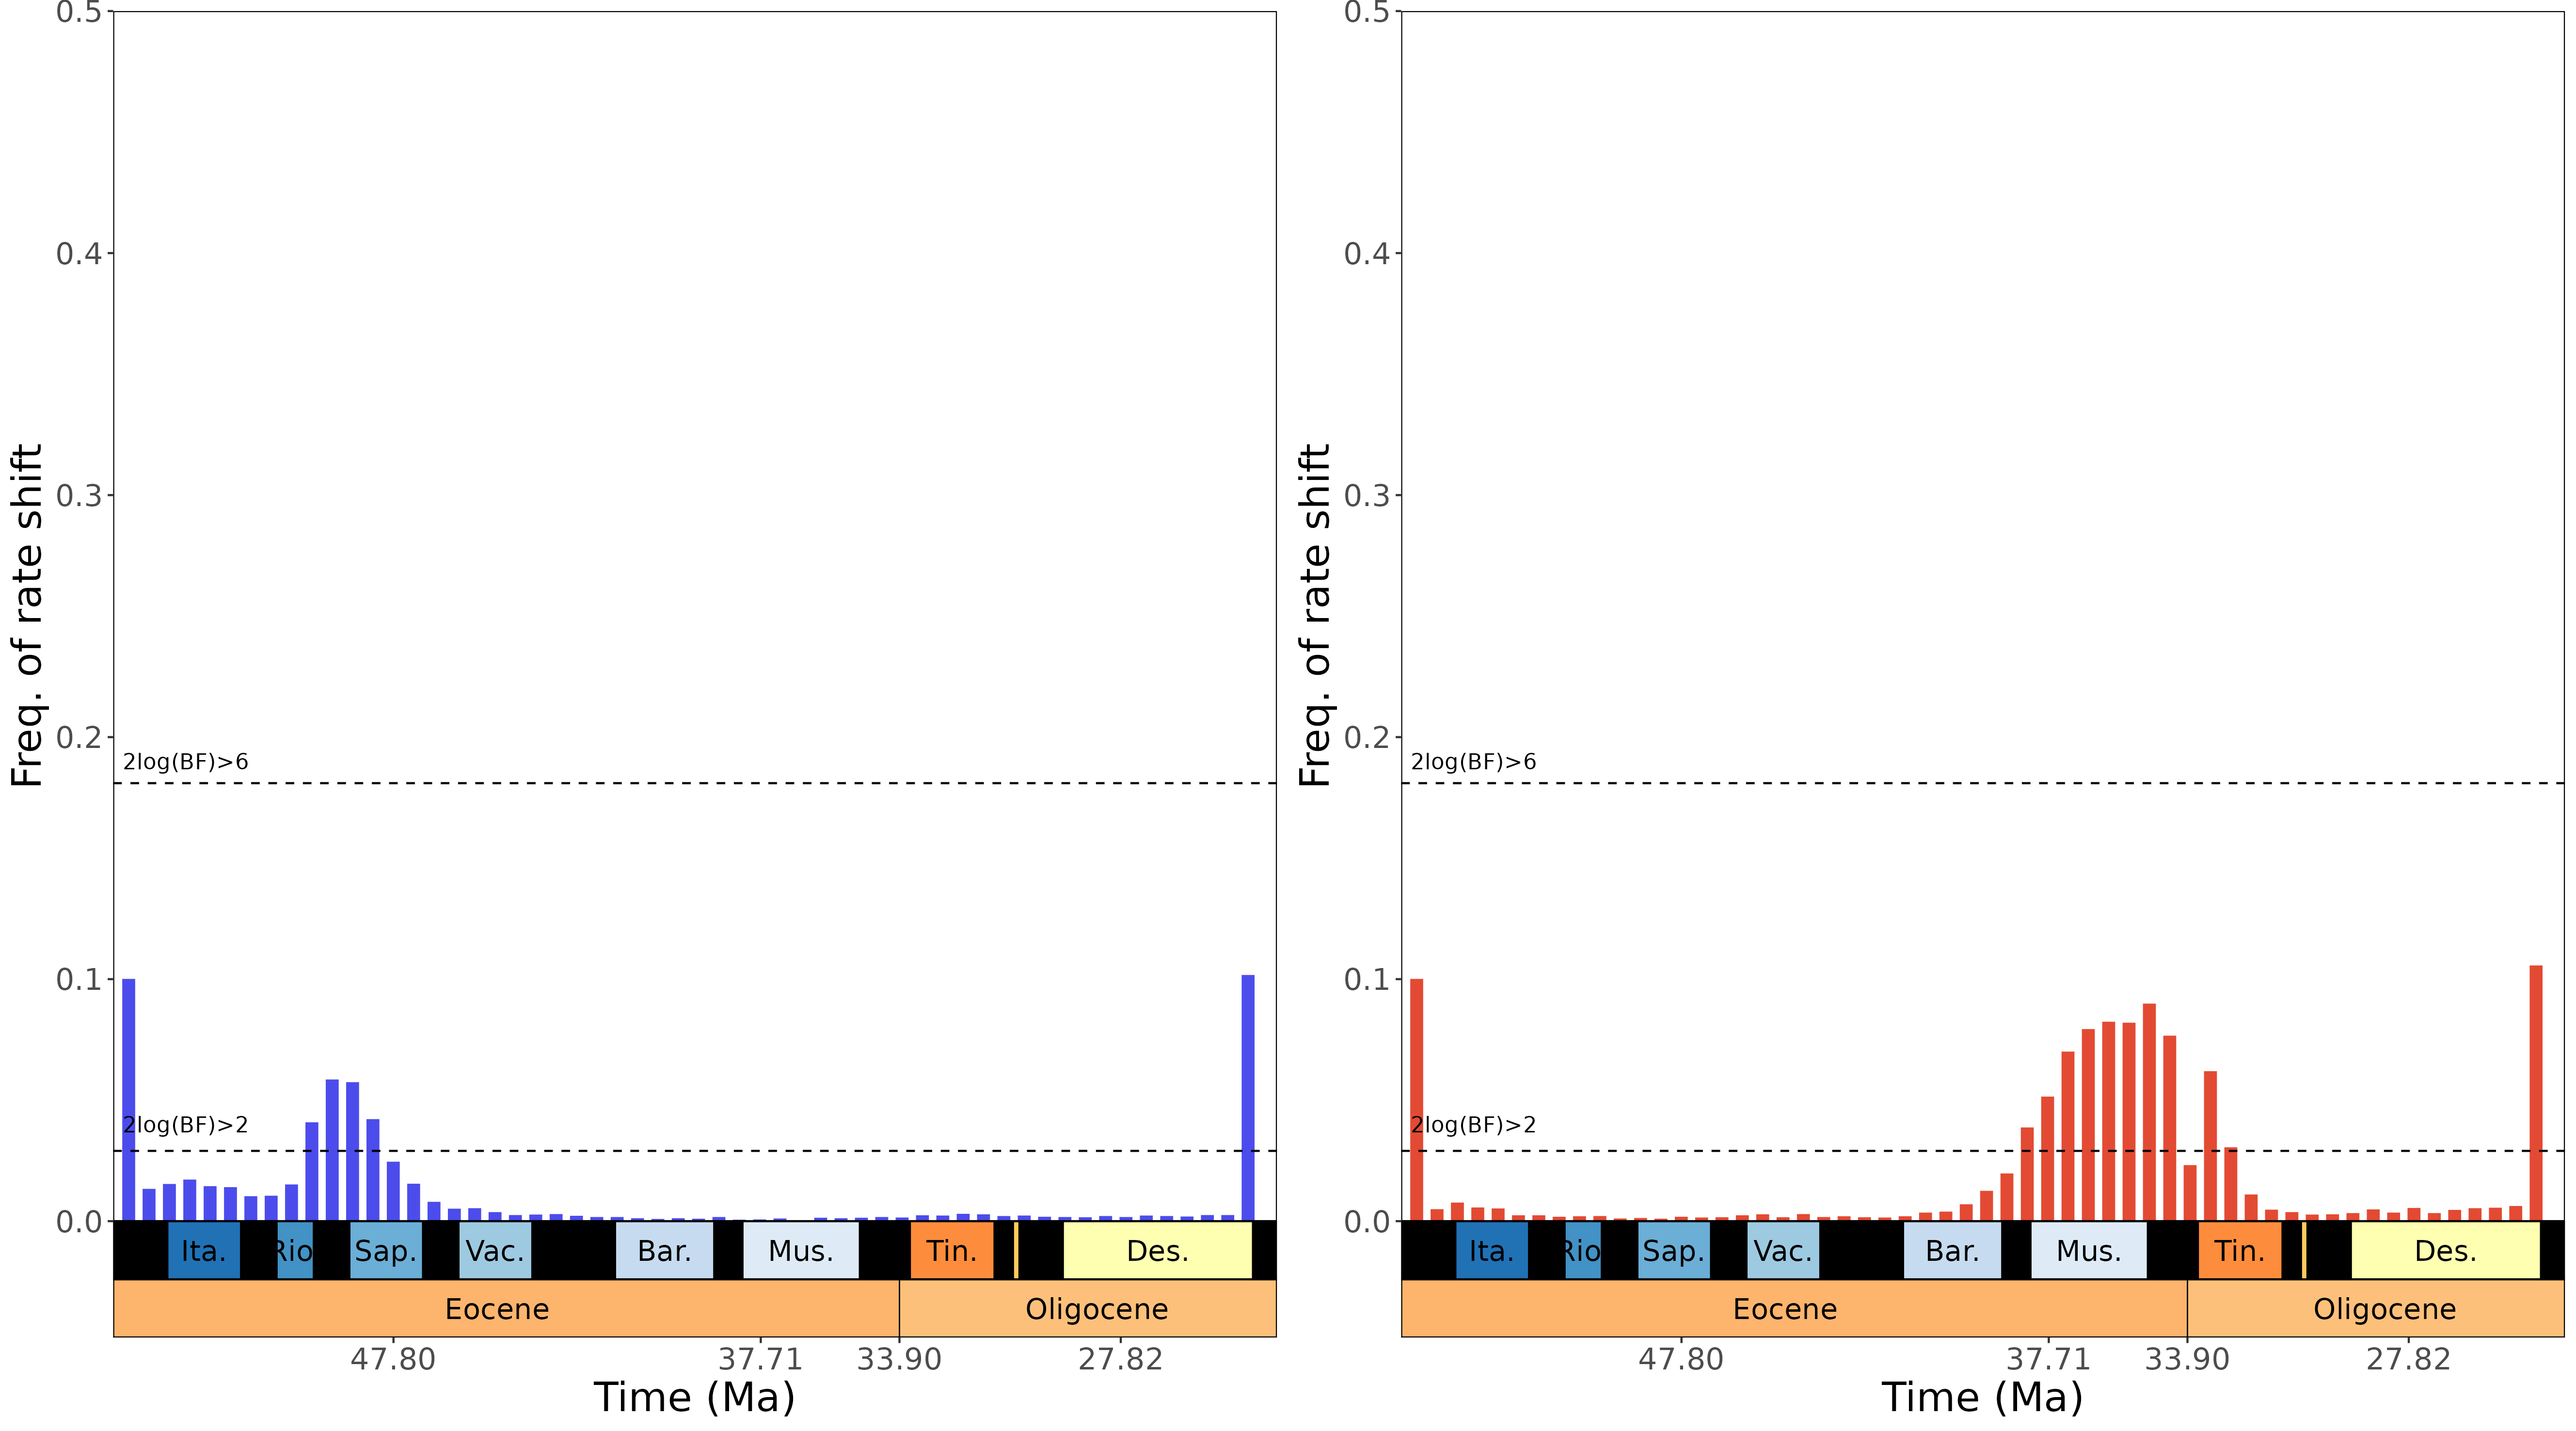 Freq. of rate shift
0.5
0.4
0.3
0.2
0.1
0.0
2log(BF)>6
2log(BF)>2
Ita. Rio Sap. Vac. Bar. Mus. Tin. Des.
Eocene Oligocene
47.80 37.71 33.90 27.82
Time (Ma)
Freq. of rate shift
0.5
0.4
0.3
0.2
0.1
0.0
2log(BF)>6
2log(BF)>2
Ita. Rio Sap. Vac. Bar. Mus. Tin. Des.
Eocene Oligocene
47.80 37.71 33.90 27.82
Time (Ma)